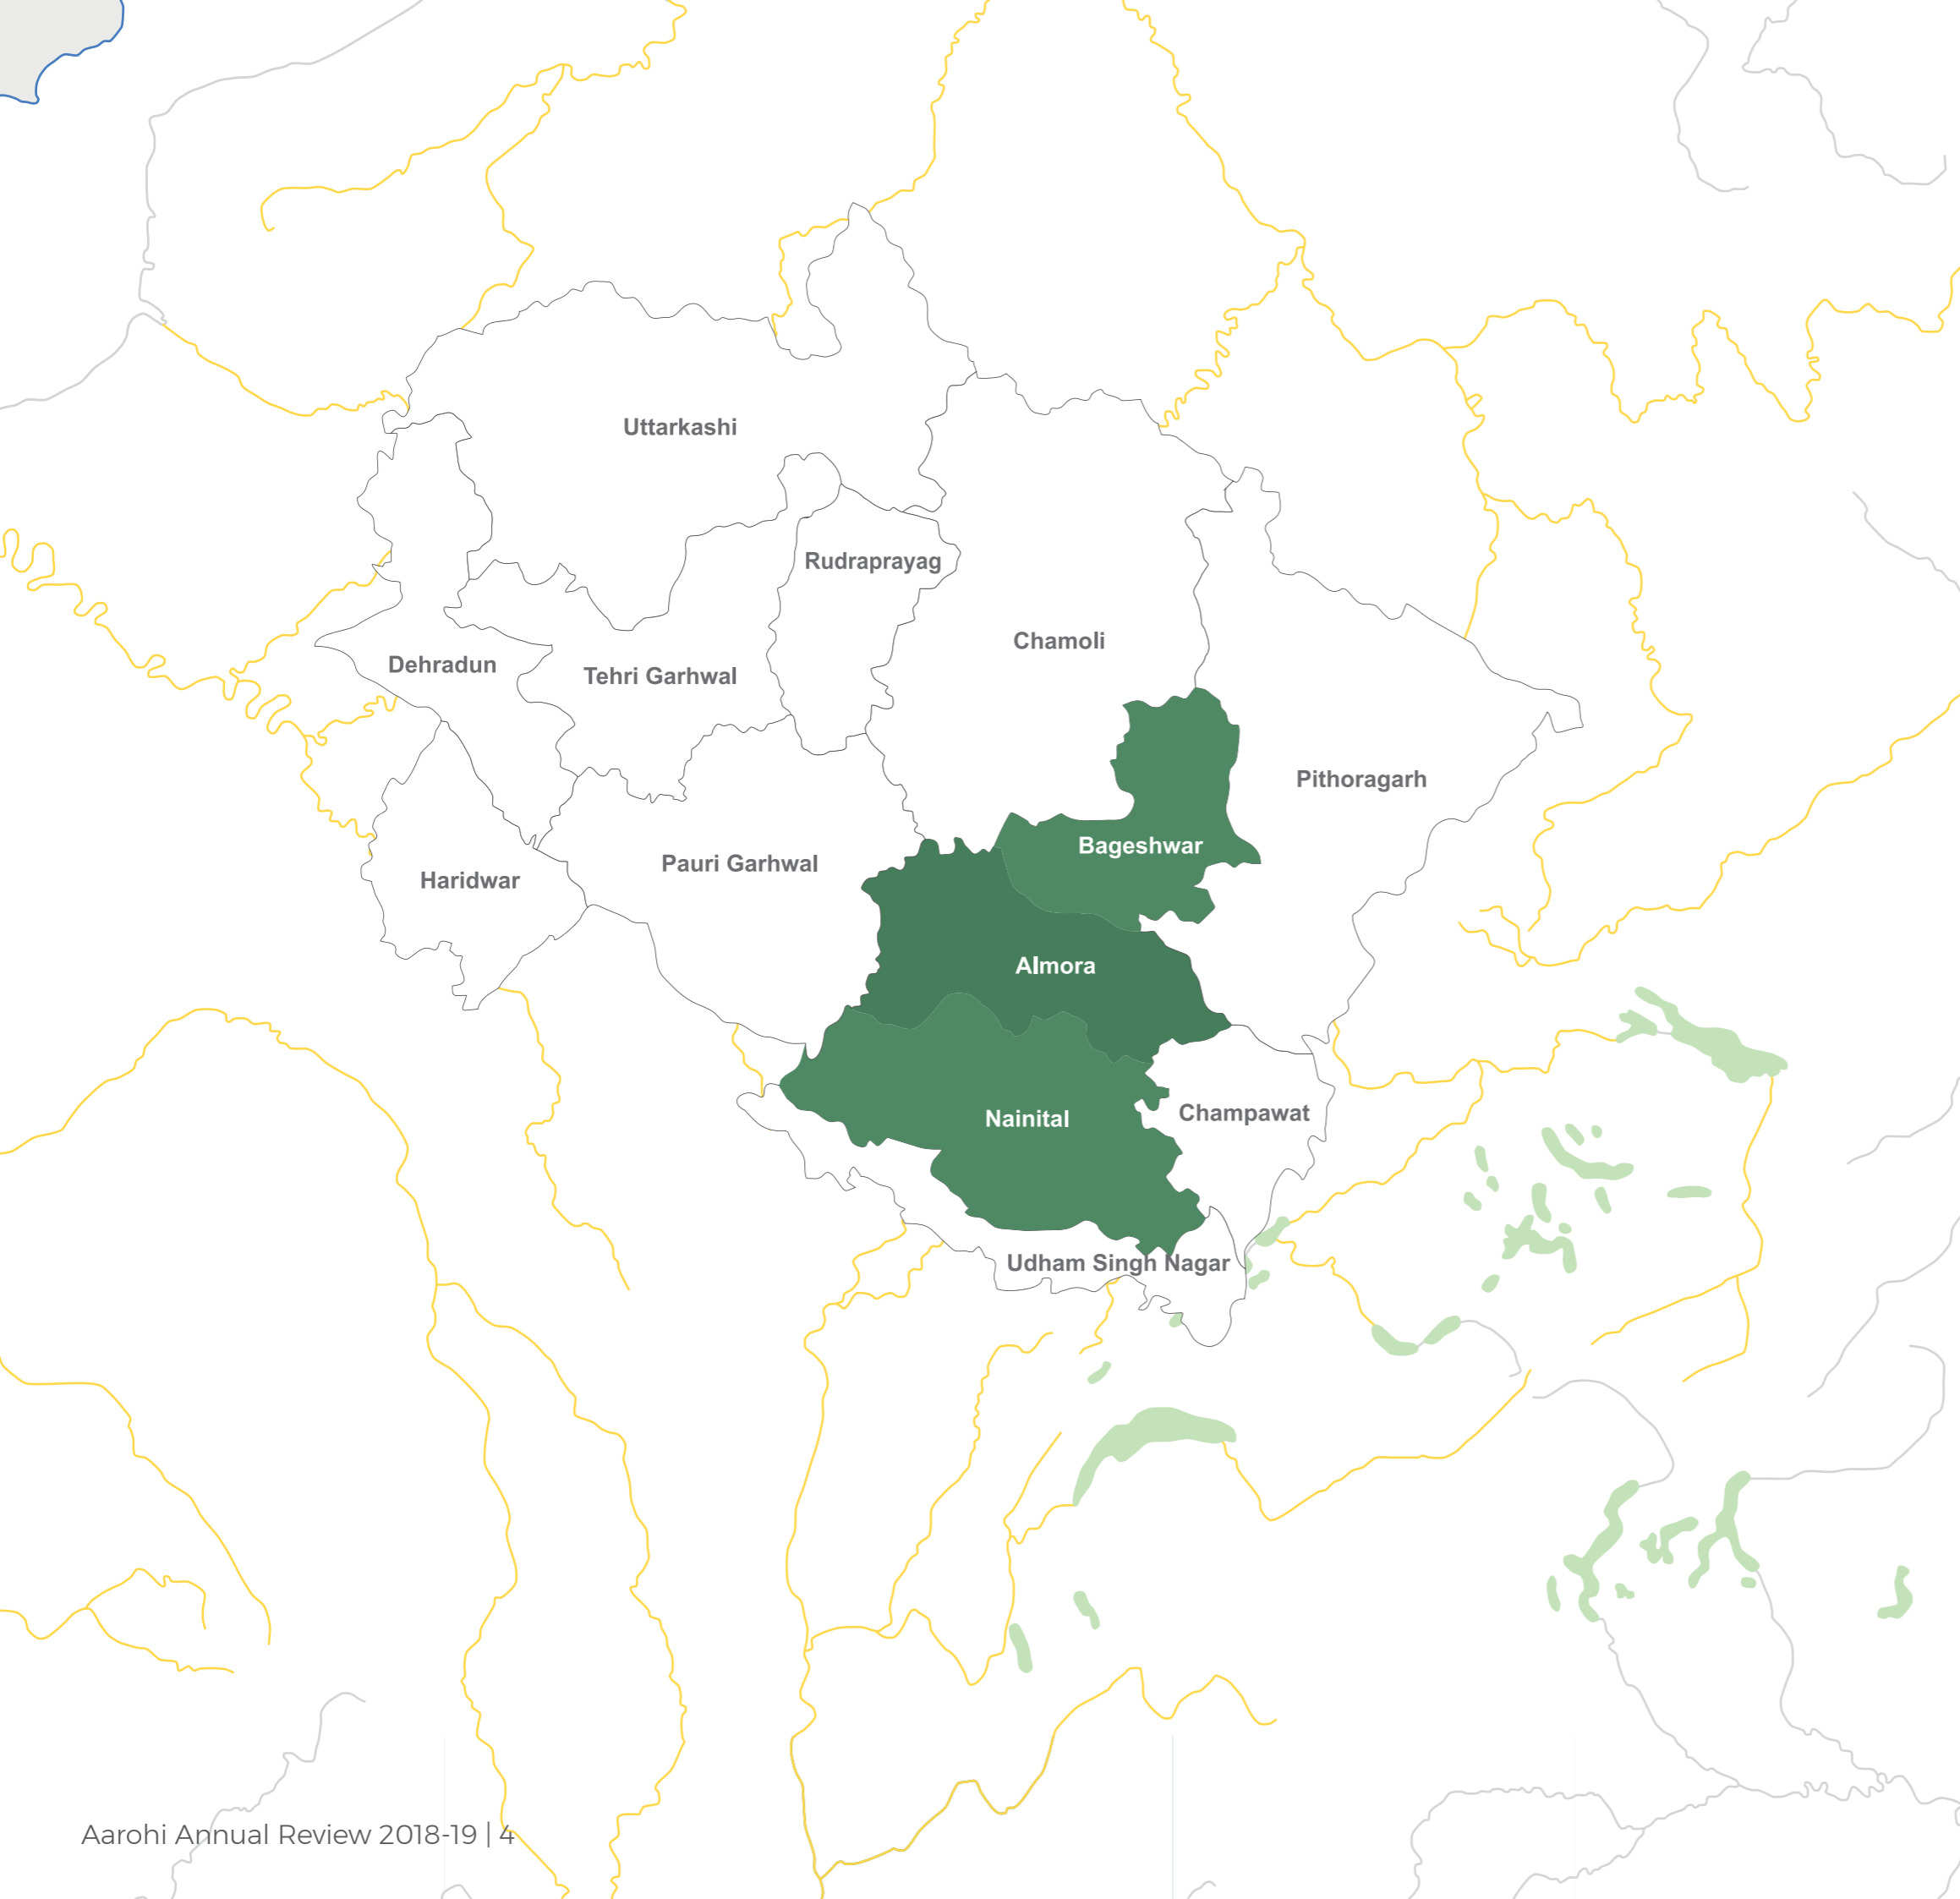 Uttarkashi
Rudraprayag
Chamoli
Dehradun
Tehri Garhwal
Pithoragarh
Bageshwar
Pauri Garhwal
Haridwar
Almora
Champawat
Nainital
Udham Singh Nagar
Aarohi Annual Review 2018-19 | 4